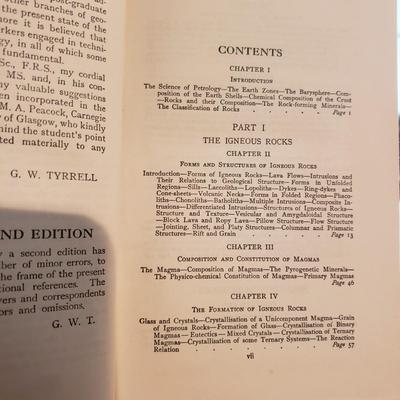 other branches of geo-
post-graduate
the present state of the
more it is believed that
workers engaged in techni-
ogy, in all of which some
fundamental.
Sc., F.R.S., my cordial
MS. and, in his con-
any valuable suggestions
en incorporated in the
M. A. Peacock, Carnegie
of Glasgow, who kindly
mind the student's point
uted materially to any
G. W. TYRRELL
ND EDITION
y a second edition has
ber of minor errors, to
the frame of the present
tional references. The
wers and correspondents
ors and omissions.
G. W. T.
CONTENTS
CHAPTER I
INTRODUCTION
The Science of Petrology—The Earth Zones—The Barysphere—Com-
position of the Earth Shells—Chemical Composition of the Crust
—Rocks and their Composition—The Rock-forming Minerals—
The Classification of Rocks . . . . . Page 1
PART I
THE IGNEOUS ROCKS
CHAPTER II
FORMS AND STRUCTURES OF IGNEOUS ROCKS
Introduction—Forms of Igneous Rocks—Lava Flows—Intrusions and
Their Relations to Geological Structure—Forms in Unfolded
Regions—Sills—Laccoliths—Lopoliths—Dykes—Ring-dykes and
Cone-sheets—Volcanic Necks—Forms in Folded Regions—Phaco-
liths—Chonoliths—Batholiths—Multiple Intrusions—Composite In-
trusions—Differentiated Intrusions—Structures of Igneous Rocks—
Structure and Texture—Vesicular and Amygdaloidal Structure
—Block Lava and Ropy Lava—Pillow Structure—Flow Structure
—Jointing, Sheet, and Platy Structures—Columnar and Prismatic
Structures—Rift and Grain . . . . . Page 13
CHAPTER III
COMPOSITION AND CONSTITUTION OF MAGMAS
The Magma—Composition of Magmas—The Pyrogenetic Minerals—
The Physico-chemical Constitution of Magmas—Primary Magmas
Page 46
CHAPTER IV
THE FORMATION OF IGNEOUS ROCKS
Glass and Crystals—Crystallisation of a Unicomponent Magma—Grain
of Igneous Rocks—Formation of Glass—Crystallisation of Binary
Magmas—Eutectics—Mixed Crystals—Crystallisation of Ternary
Magmas—Crystallisation of some Ternary Systems—The Reaction
Relation . . . . . Page 57
vii